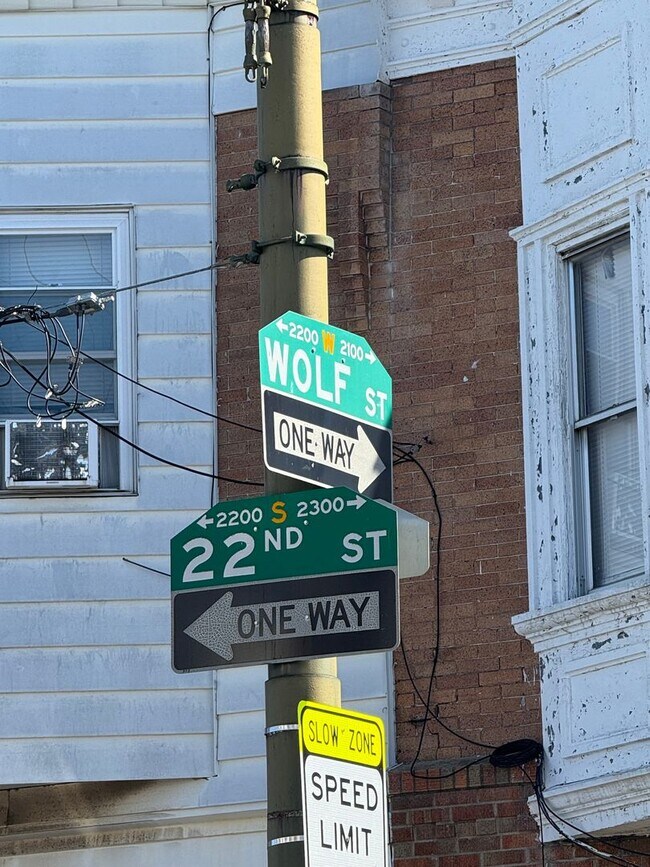 ←2200 W 2100→
WOLF ST
ONE WAY
←2200 S 2300→
22ND ST
ONE WAY
SLOW ZONE
SPEED
LIMIT